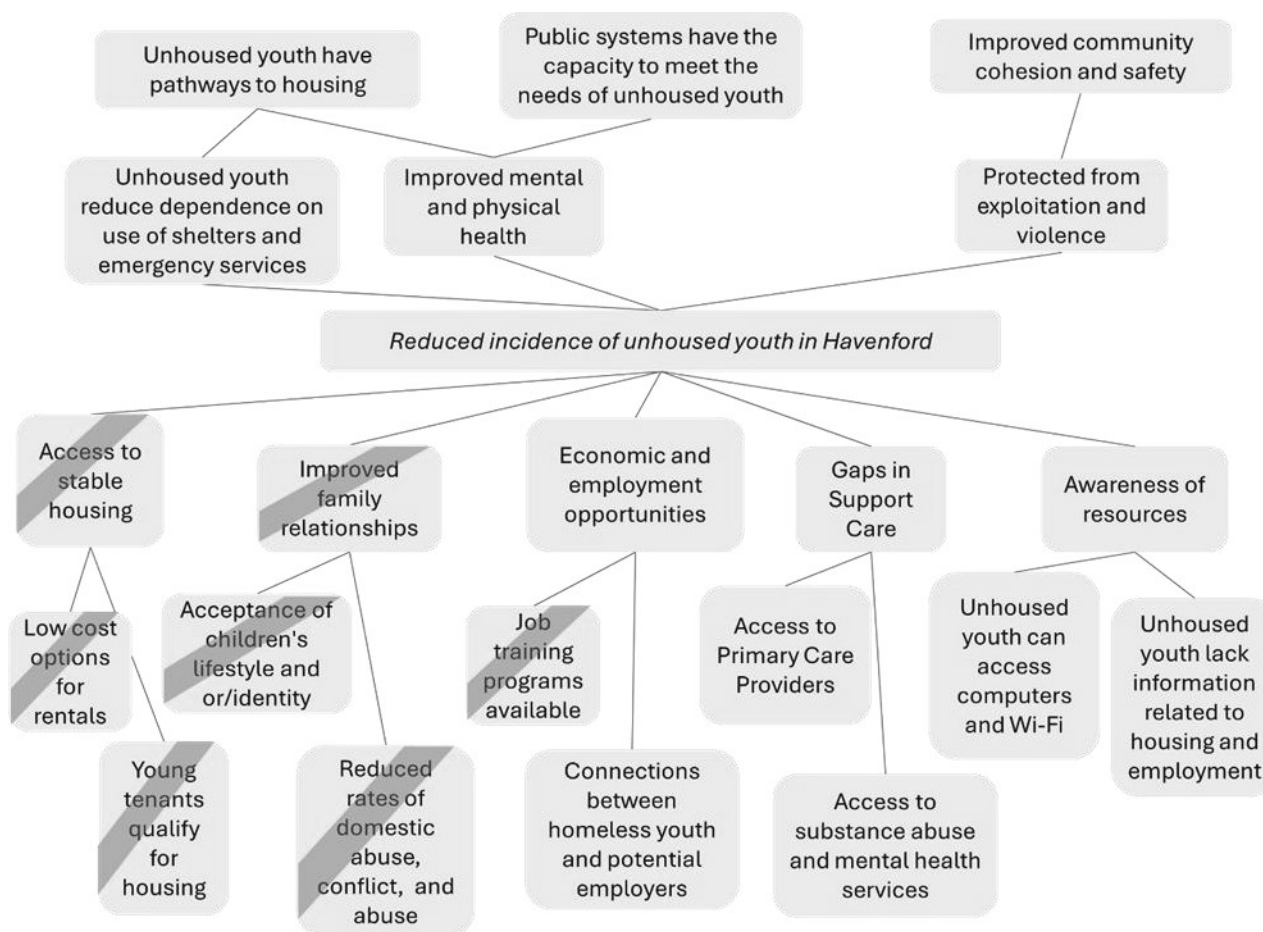 Unhoused youth have
pathways to housing
Public systems have the
capacity to meet the
needs of unhoused youth
Improved community
cohesion and safety
Unhoused youth
reduce dependence on
use of shelters and
emergency services
Improved mental
and physical
health
Protected from
exploitation and
violence
Reduced incidence of unhoused youth in Havenford
Access to
stable
housing
Improved
family
relationships
Economic and
employment
opportunities
Gaps in
Support
Care
Awareness of
resources
Low cost
options
for
rentals
Young
tenants
qualify
for
housing
Acceptance of
children's
lifestyle and
or/identity
Reduced
rates of
domestic
abuse,
conflict, and
abuse
Job
training
programs
available
Connections
between
homeless youth
and potential
employers
Access to
Primary Care
Providers
Access to
substance abuse
and mental health
services
Unhoused
youth can
access
computers
and Wi-Fi
Unhoused
youth lack
information
related to
housing and
employment